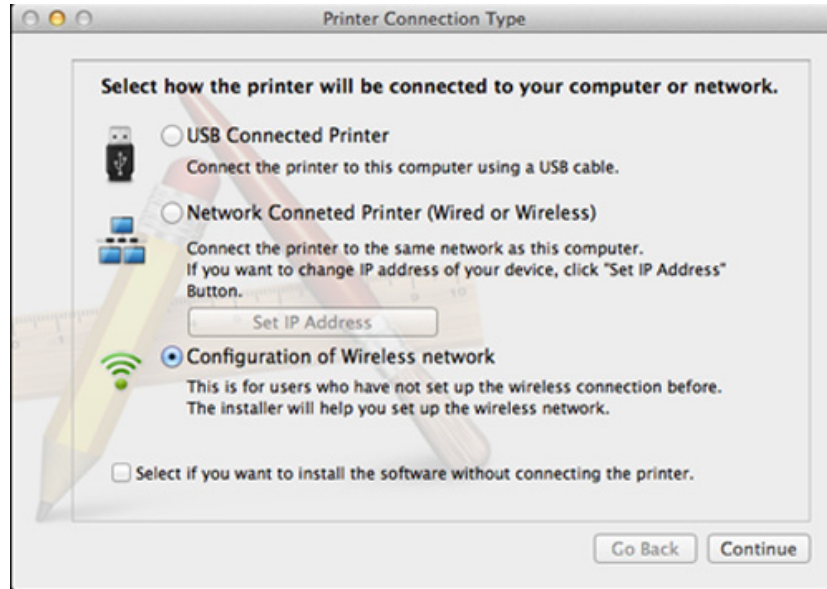 Printer Connection Type
Select how the printer will be connected to your computer or network.
USB Connected Printer
Connect the printer to this computer using a USB cable.
Network Conneted Printer (Wired or Wireless)
Connect the printer to the same network as this computer.
If you want to change IP address of your device, click "Set IP Address"
Button.
Set IP Address
Configuration of Wireless network
This is for users who have not set up the wireless connection before.
The installer will help you set up the wireless network.
Select if you want to install the software without connecting the printer.
Go Back
Continue